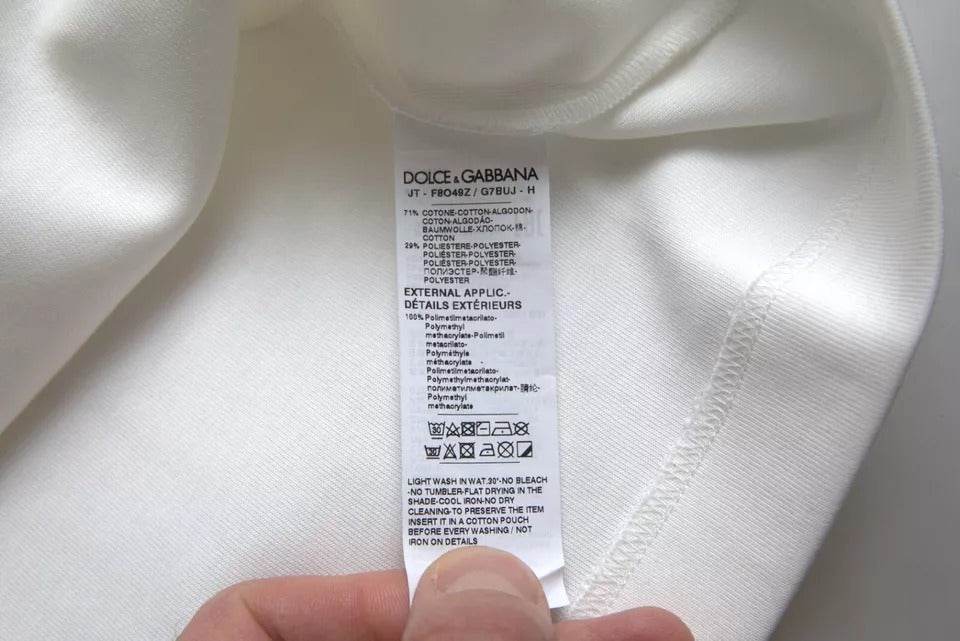 DOLCE & GABBANA
JT - F8O49Z / G7BUJ - H
71% COTONE-COTTON-ALGODON-
COTON-ALGODÃO-
BAUMWOLLE-ХЛОПОК-棉-
COTTON
29% POLIESTERE-POLYESTER-
POLIÉSTER-POLYESTER-
POLIÉSTER-POLYESTER-
ПОЛИЭСТЕР-聚酯纤维-
POLYESTER
EXTERNAL APPLIC.-
DÉTAILS EXTÉRIEURS
100% Polimetilmetacrilato-
Polymethyl
methacrylate-Polimetil
metacrilato-
Polyméthyle
méthacrylate -
Polimetilmetacrilato-
Polymethylmethacrylat-
полиметилметакрилат-腈纶-
Polymethyl
methacrylate
LIGHT WASH IN WAT.30°-NO BLEACH
-NO TUMBLER-FLAT DRYING IN THE
SHADE-COOL IRON-NO DRY
CLEANING-TO PRESERVE THE ITEM
INSERT IT IN A COTTON POUCH
BEFORE EVERY WASHING / NOT
IRON ON DETAILS